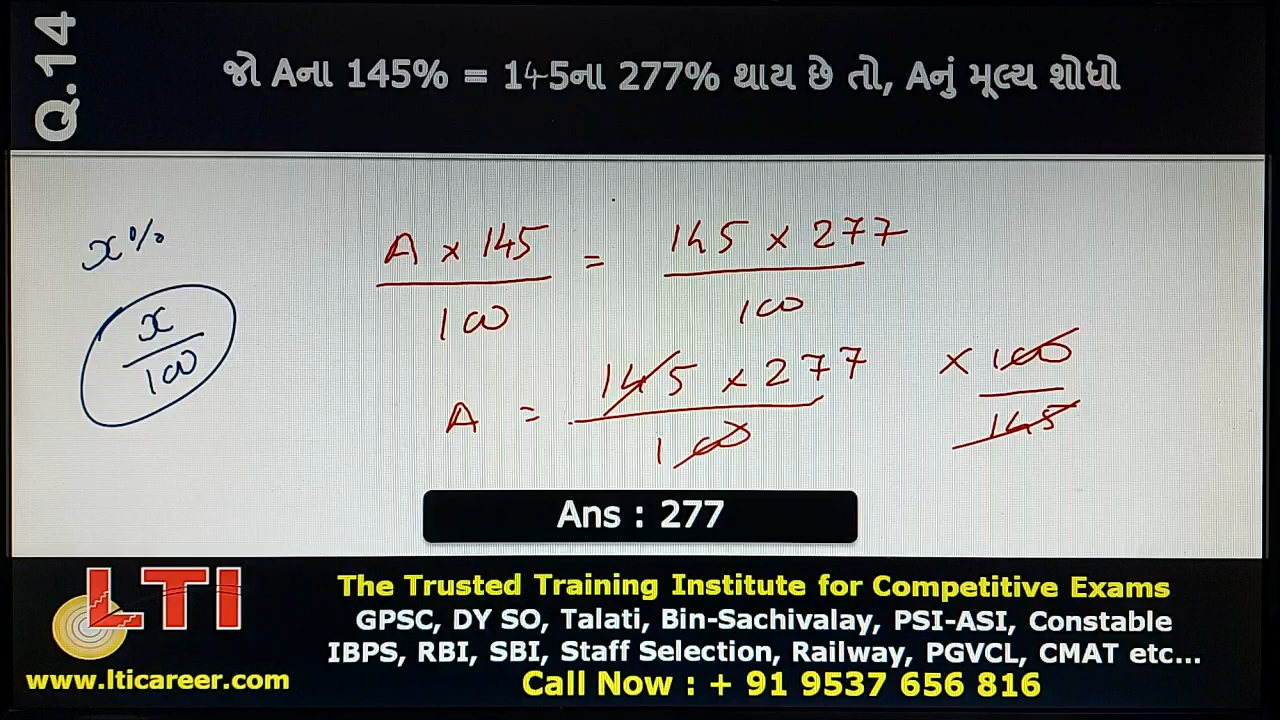 Q.14
જો Aના 145% = 145ના 277% થાય છે તો, Aનું મૂલ્ય શોધો
x%
x/100
A × 145 / 100 = 145 × 277 / 100
A = 145 × 277 / 100 × 100 / 145
Ans : 277
LTI
www.lticareer.com
The Trusted Training Institute for Competitive Exams
GPSC, DY SO, Talati, Bin-Sachivalay, PSI-ASI, Constable
IBPS, RBI, SBI, Staff Selection, Railway, PGVCL, CMAT etc...
Call Now : + 91 9537 656 816